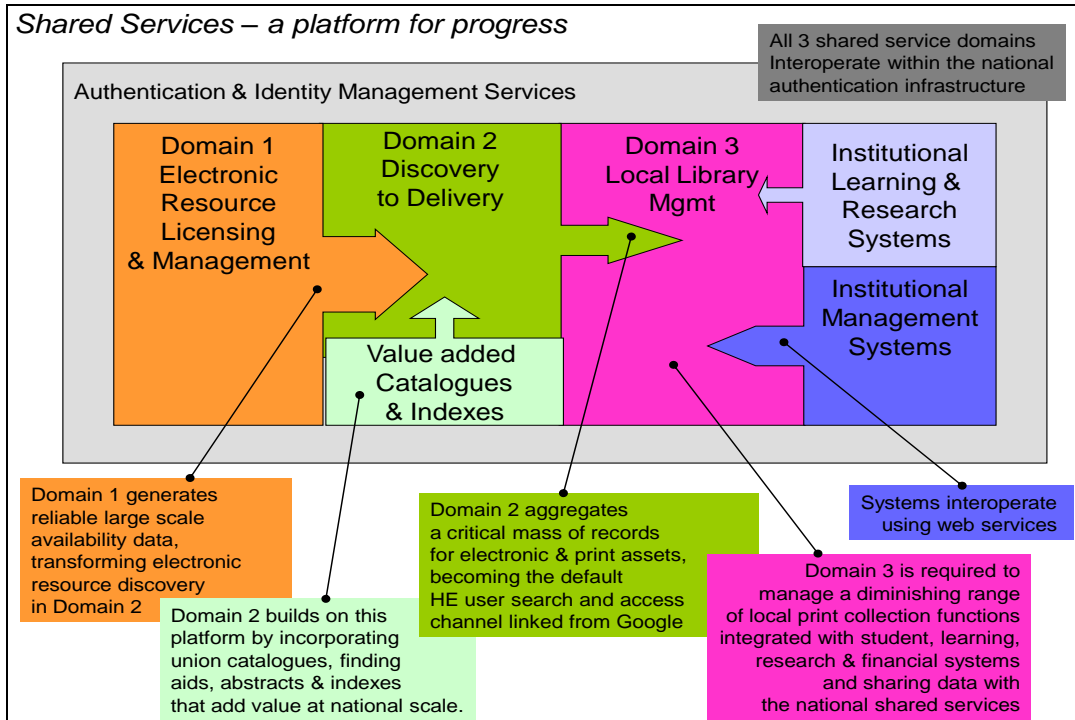 Shared Services – a platform for progress
All 3 shared service domains
Interoperate within the national
authentication infrastructure
Authentication & Identity Management Services
Domain 1
Electronic
Resource
Licensing
& Management
Domain 2
Discovery
to Delivery
Domain 3
Local Library
Mgmt
Institutional
Learning &
Research
Systems
Institutional
Management
Systems
Value added
Catalogues
& Indexes
Domain 1 generates
reliable large scale
availability data,
transforming electronic
resource discovery
in Domain 2
Domain 2 builds on this
platform by incorporating
union catalogues, finding
aids, abstracts & indexes
that add value at national scale.
Domain 2 aggregates
a critical mass of records
for electronic & print assets,
becoming the default
HE user search and access
channel linked from Google
Systems interoperate
using web services
Domain 3 is required to
manage a diminishing range
of local print collection functions
integrated with student, learning,
research & financial systems
and sharing data with
the national shared services